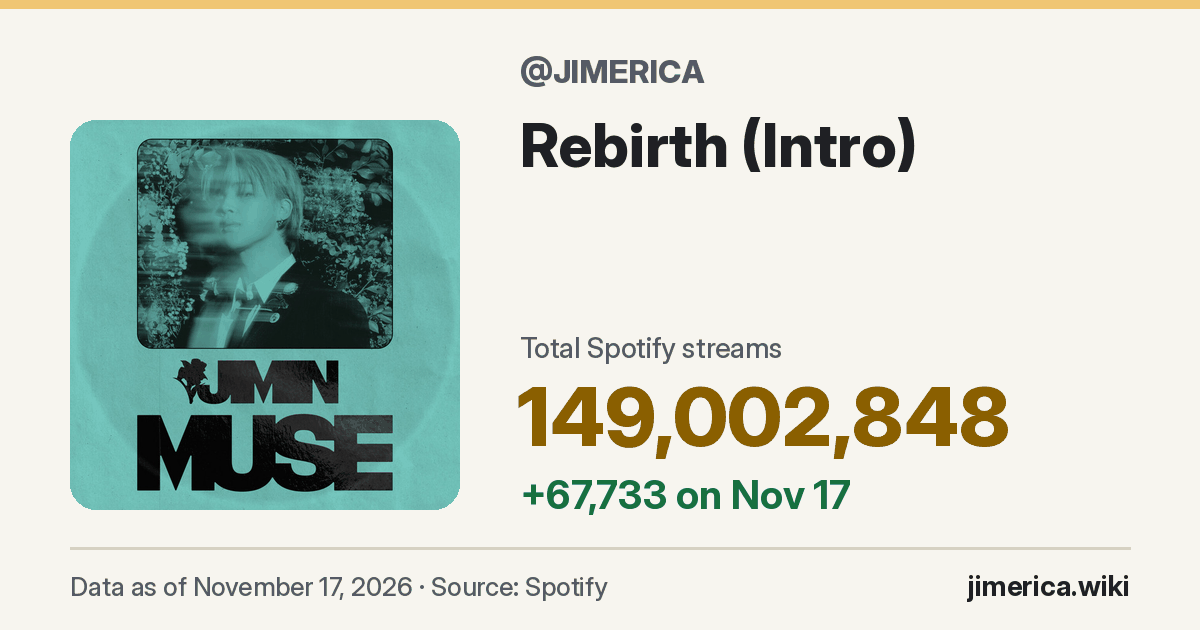 @JIMERICA
Rebirth (Intro)
JIMIN
MUSE
Total Spotify streams
149,002,848
+67,733 on Nov 17
Data as of November 17, 2026 · Source: Spotify
jimerica.wiki